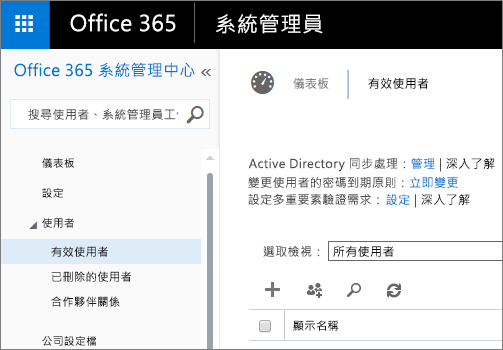 Office 365 系統管理員
Office 365 系統管理中心 «
搜尋使用者、系統管理員工
儀表板
設定
使用者
有效使用者
已刪除的使用者
合作夥伴關係
公司設定檔
儀表板 有效使用者
Active Directory 同步處理：管理 | 深入了解
變更使用者的密碼到期原則：立即變更
設定多重要素驗證需求：設定 | 深入了解
選取檢視： 所有使用者
顯示名稱